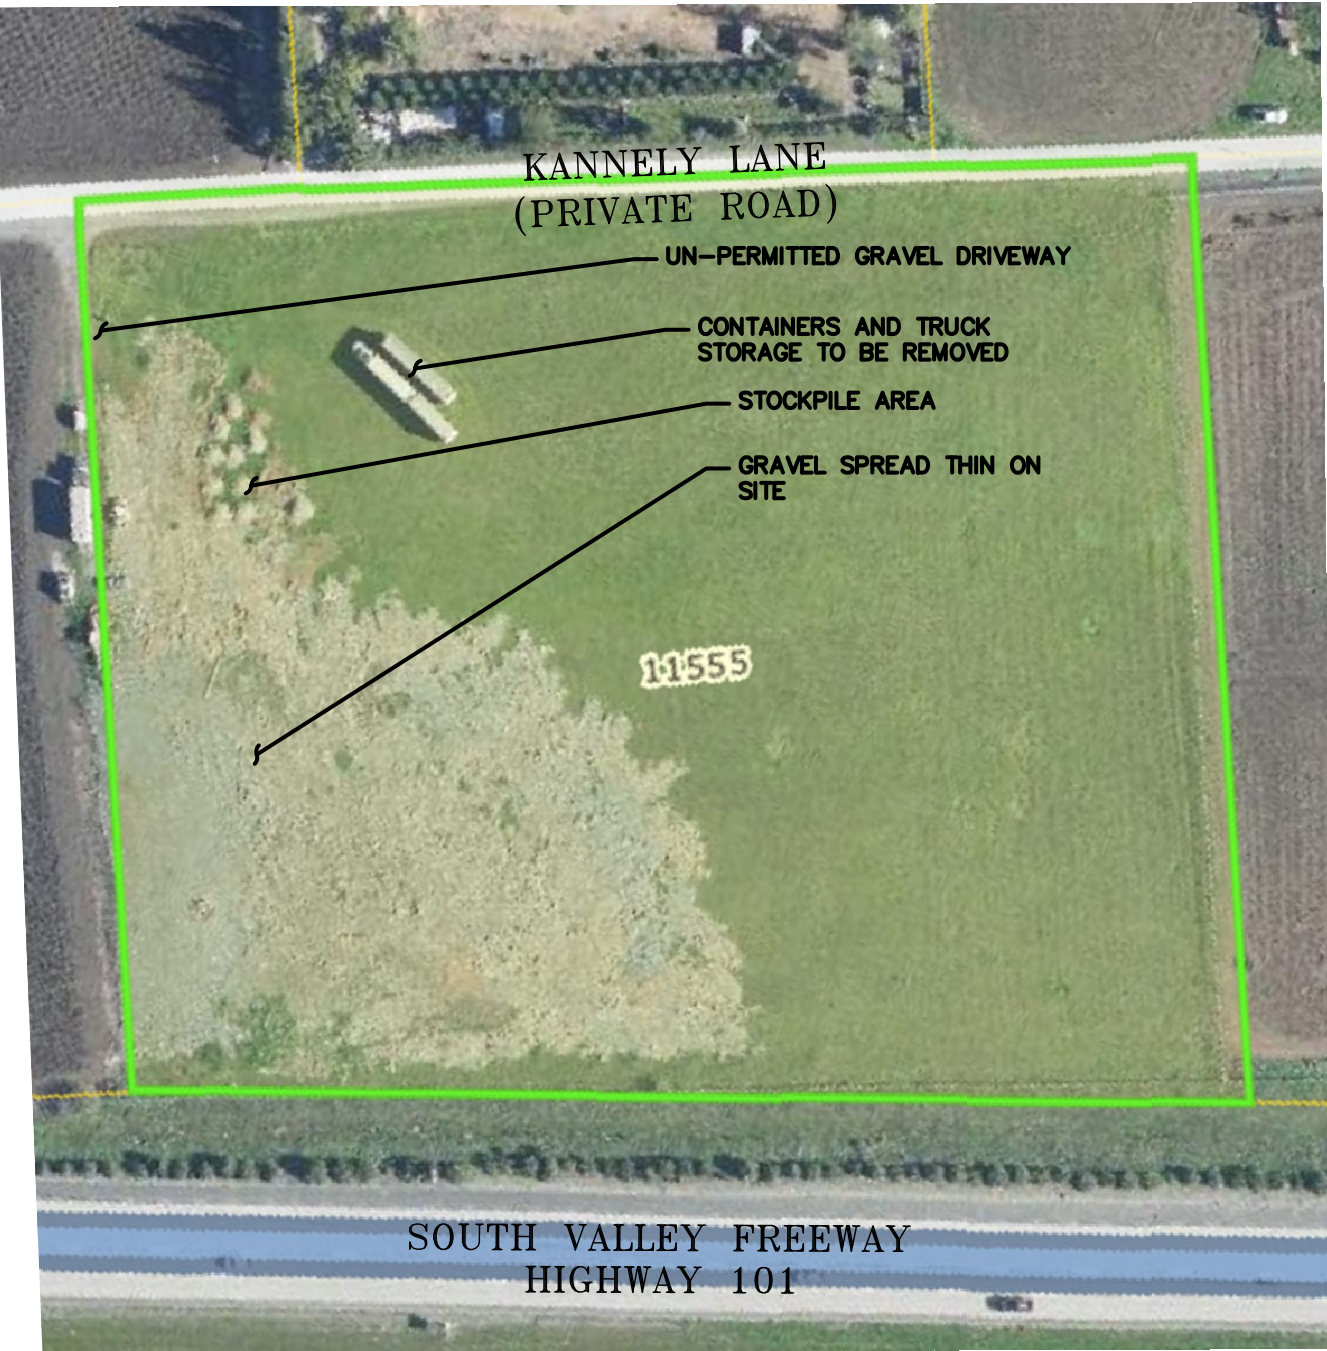 KANNELY LANE
(PRIVATE ROAD)
UN-PERMITTED GRAVEL DRIVEWAY
CONTAINERS AND TRUCK
STORAGE TO BE REMOVED
STOCKPILE AREA
GRAVEL SPREAD THIN ON
SITE
11555
SOUTH VALLEY FREEWAY
HIGHWAY 101